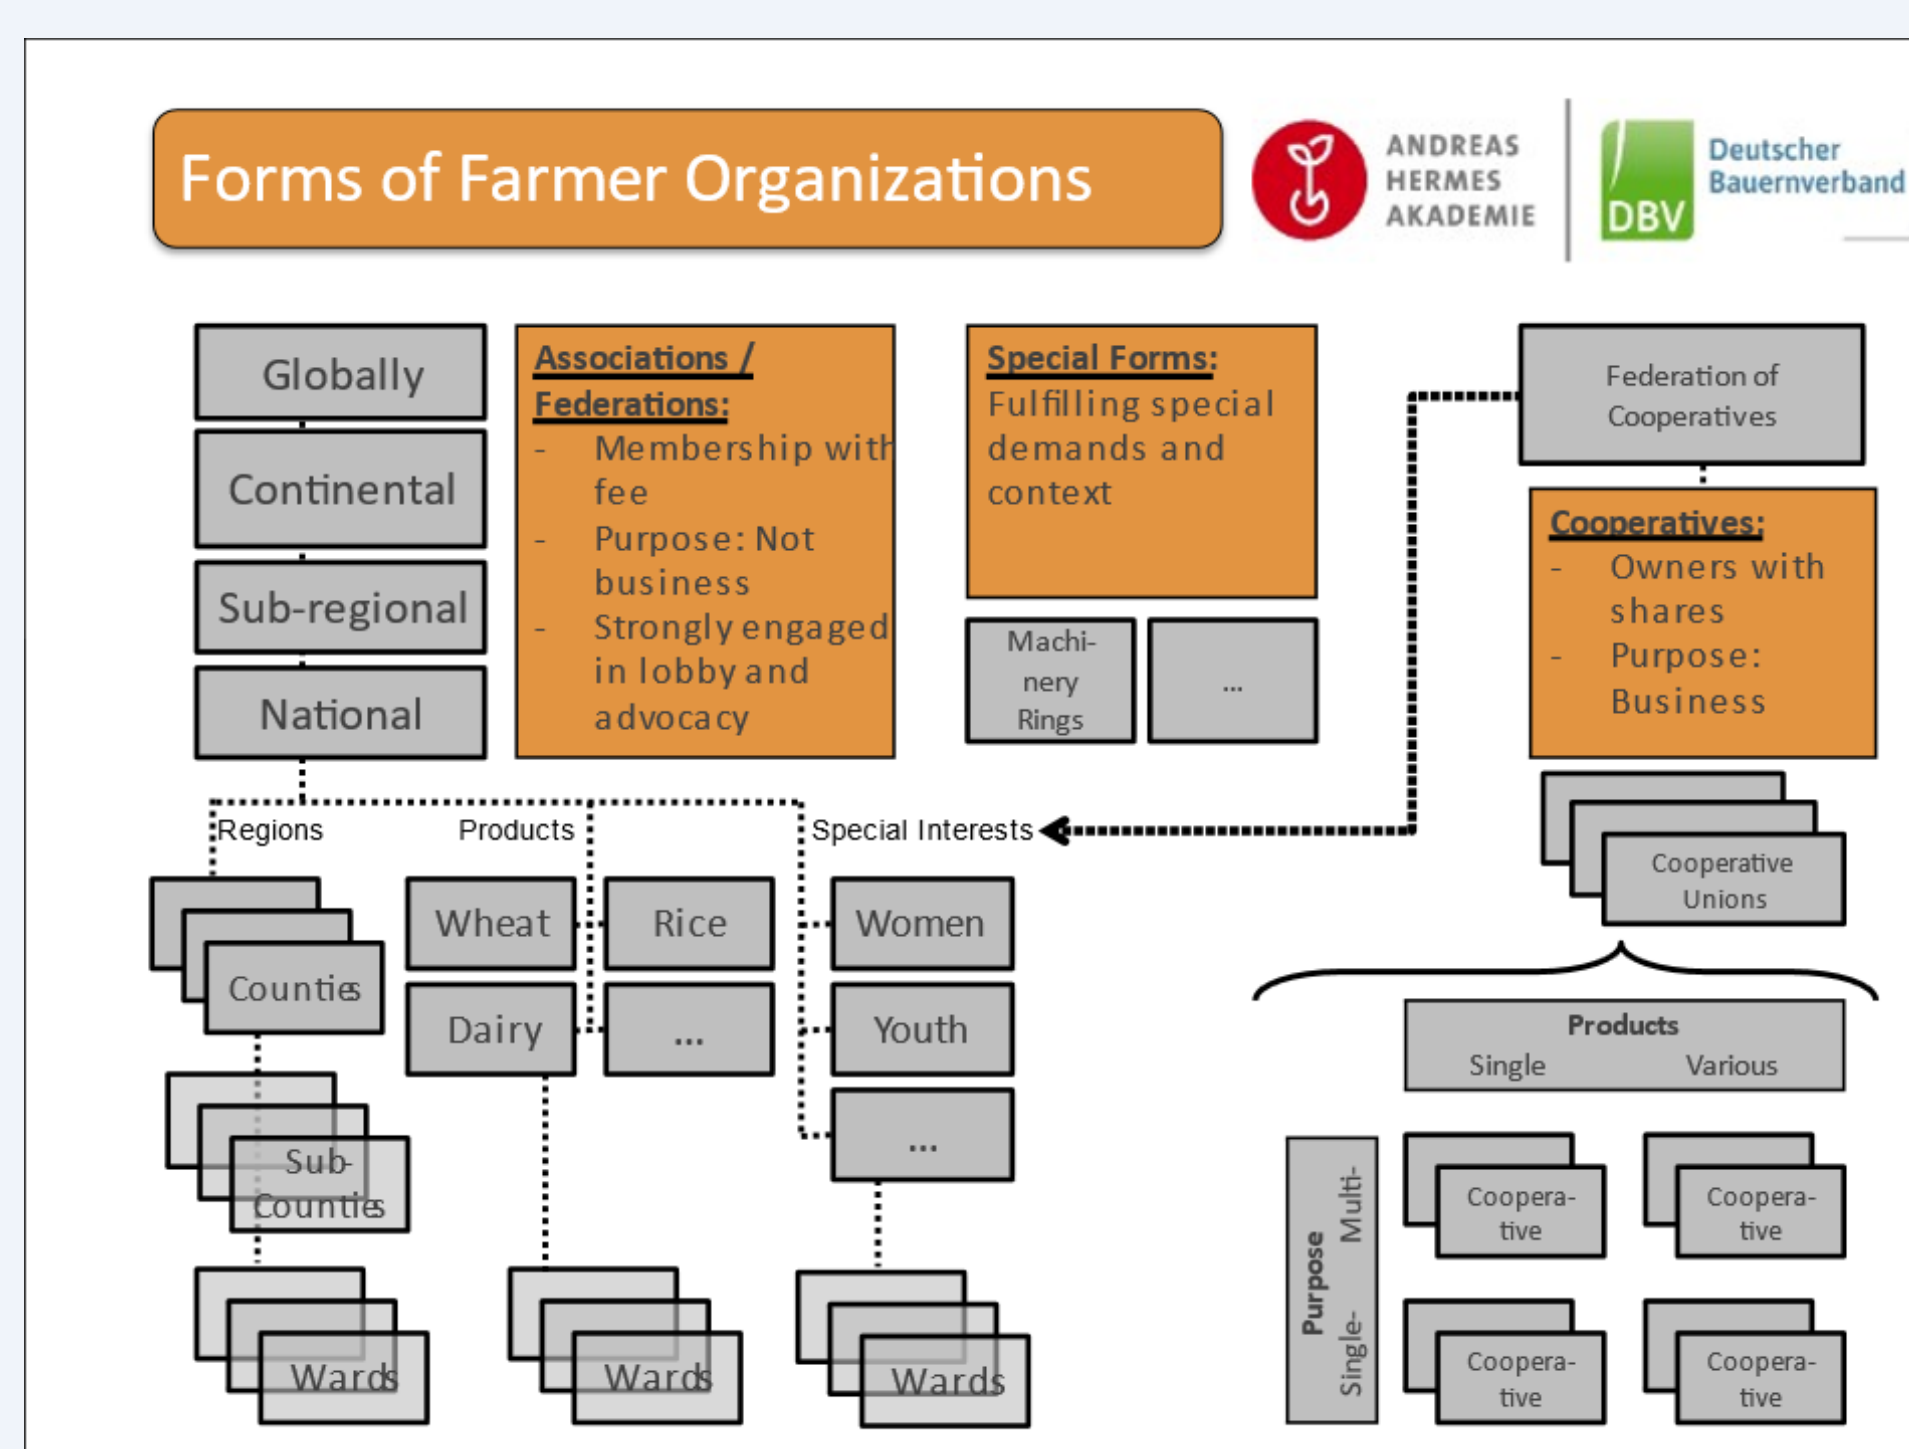 Forms of Farmer Organizations
ANDREAS
HERMES
AKADEMIE
DBV
Deutscher
Bauernverband
Globally
Continental
Sub-regional
National
Associations /
Federations:
- Membership with
fee
- Purpose: Not
business
- Strongly engaged
in lobby and
advocacy
Special Forms:
Fulfilling special
demands and
context
Machi-
nery
Rings
...
Federation of
Cooperatives
Cooperatives:
- Owners with
shares
- Purpose:
Business
Cooperative
Unions
Regions
Products
Special Interests
Counties
Sub-
Counties
Wards
Wheat
Rice
Dairy
...
Wards
Women
Youth
...
Wards
Products
Single Various
Purpose
Multi-
Single-
Coopera-
tive
Coopera-
tive
Coopera-
tive
Coopera-
tive